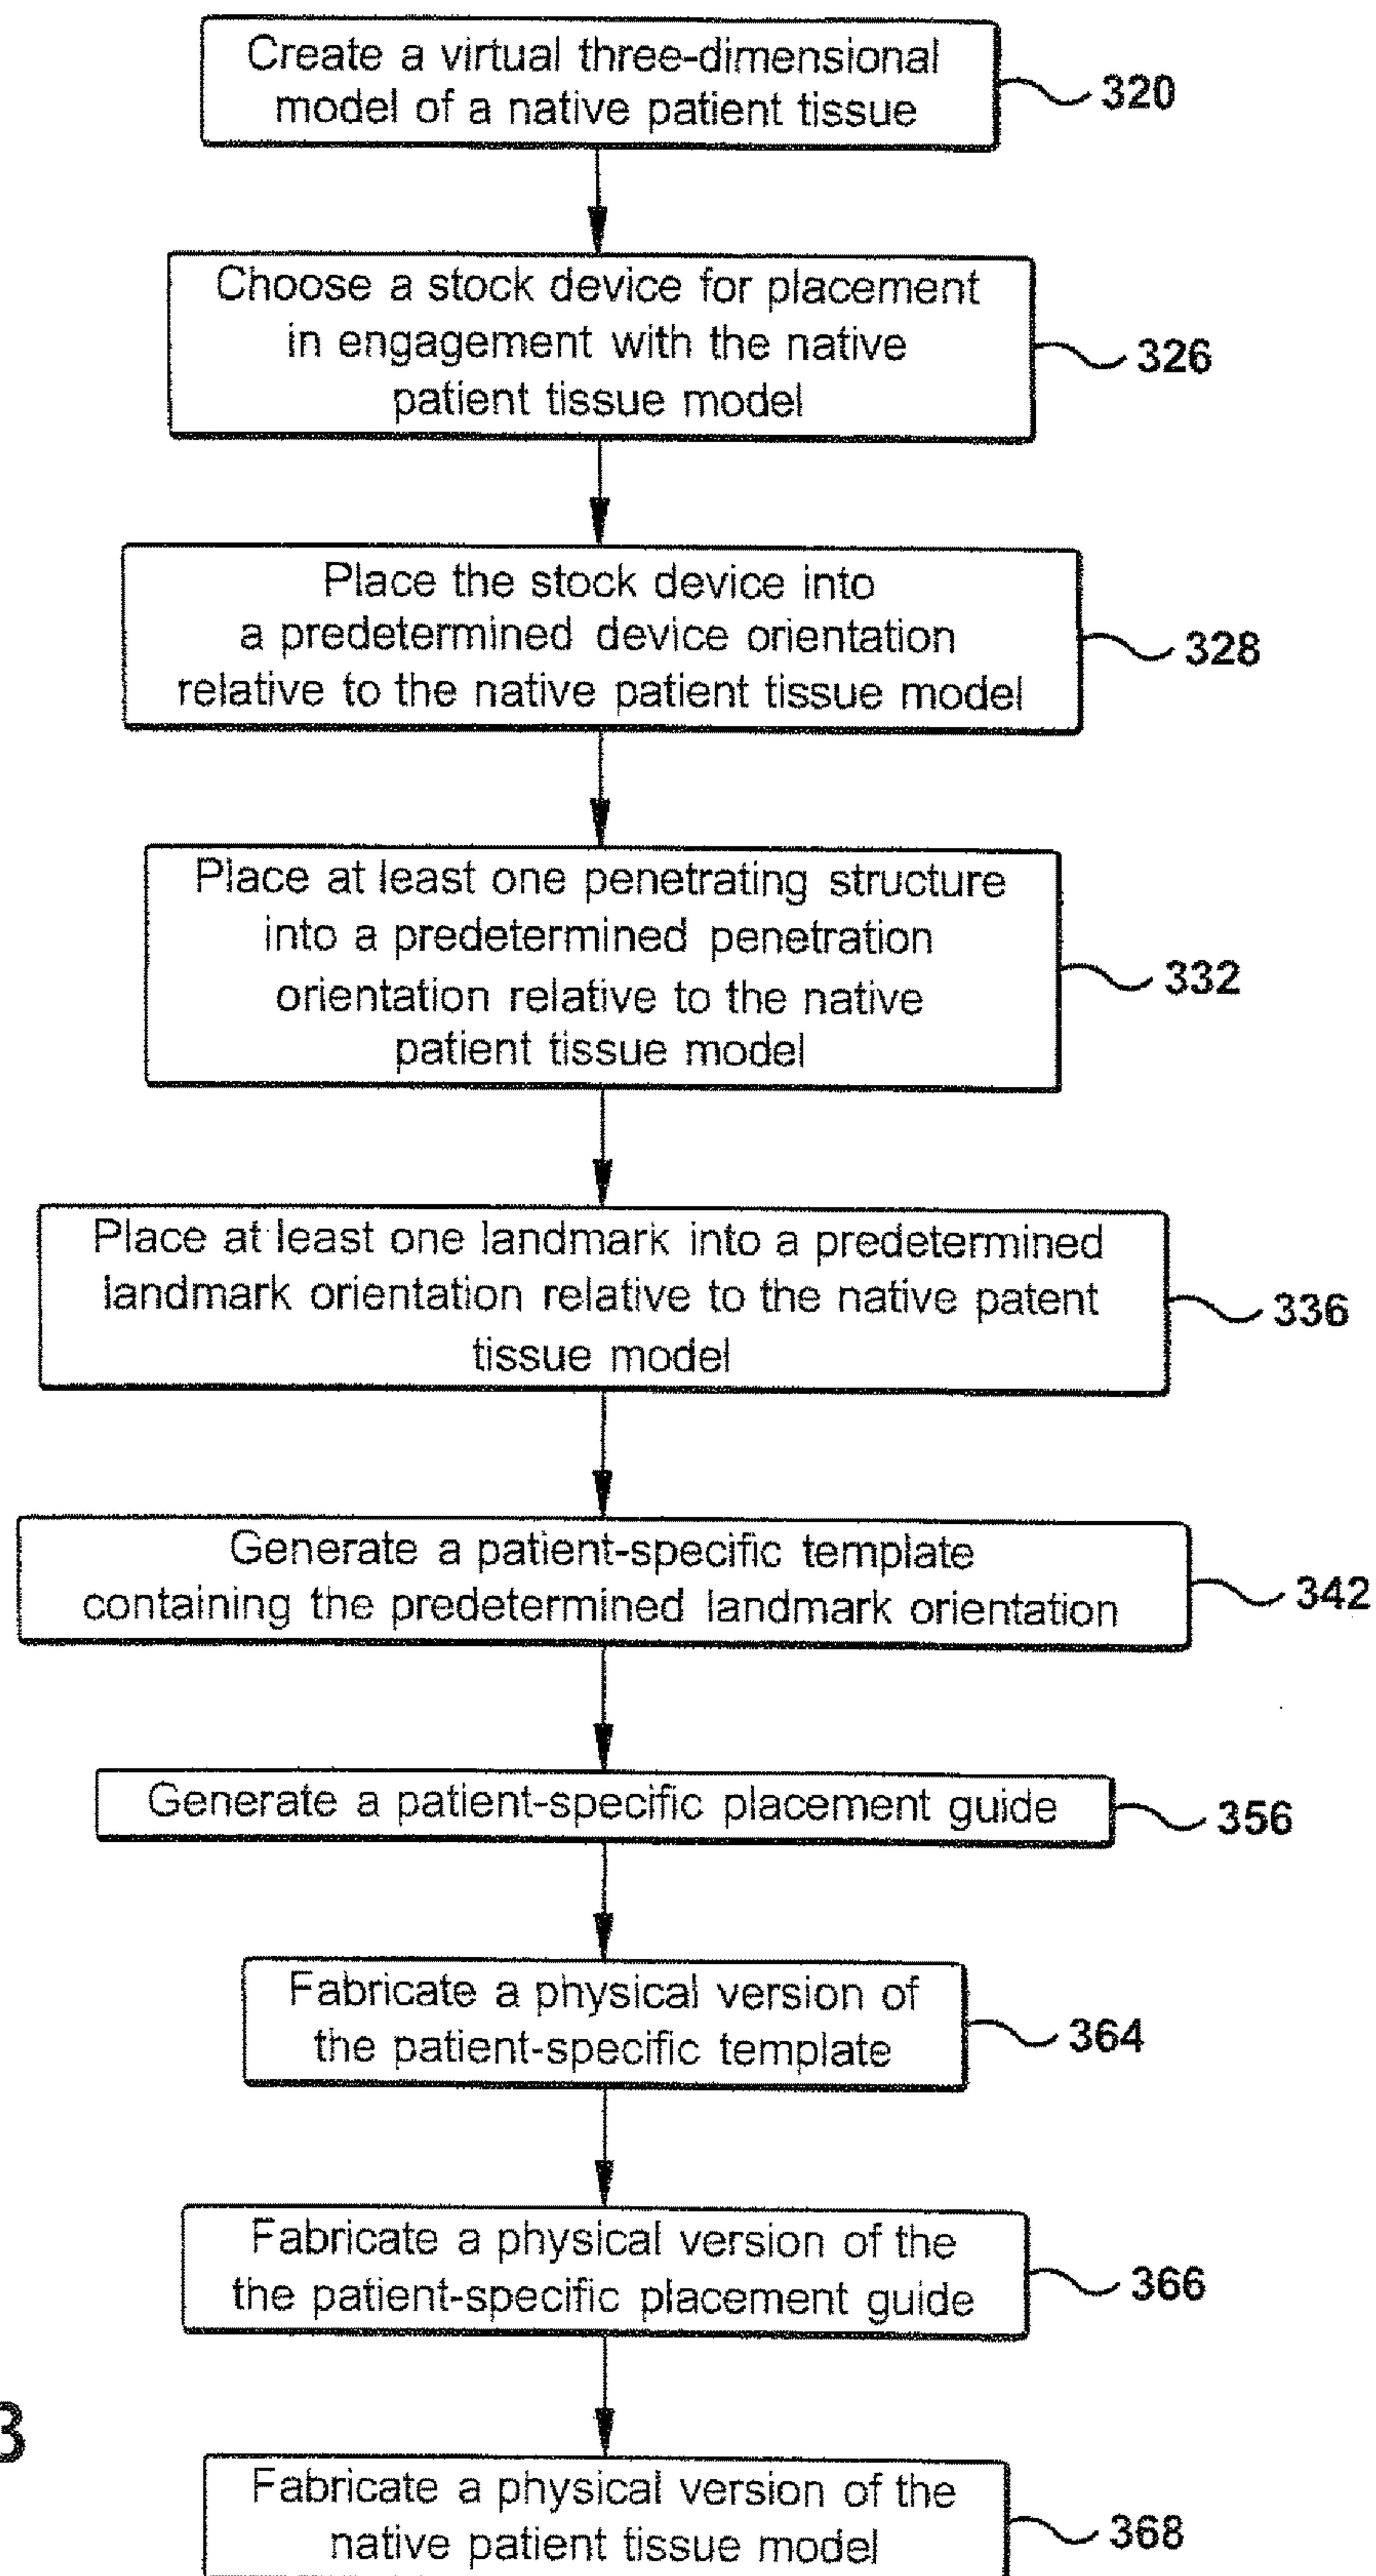 Create a virtual three-dimensional
model of a native patient tissue
320
Choose a stock device for placement
in engagement with the native
patient tissue model
326
Place the stock device into
a predetermined device orientation
relative to the native patient tissue model
328
Place at least one penetrating structure
into a predetermined penetration
orientation relative to the native
patient tissue model
332
Place at least one landmark into a predetermined
landmark orientation relative to the native patent
tissue model
336
Generate a patient-specific template
containing the predetermined landmark orientation
342
Generate a patient-specific placement guide
356
Fabricate a physical version of
the patient-specific template
364
Fabricate a physical version of the
the patient-specific placement guide
366
3
Fabricate a physical version of the
native patient tissue model
368